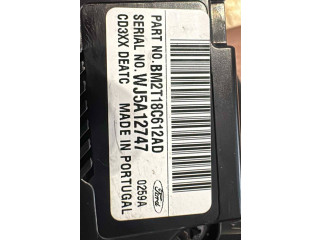 PART NO. BM2T18C612AD
SERIAL NO. WJ5A12747
CD3XX DEATC MADE IN PORTUGAL
Ford
0259A